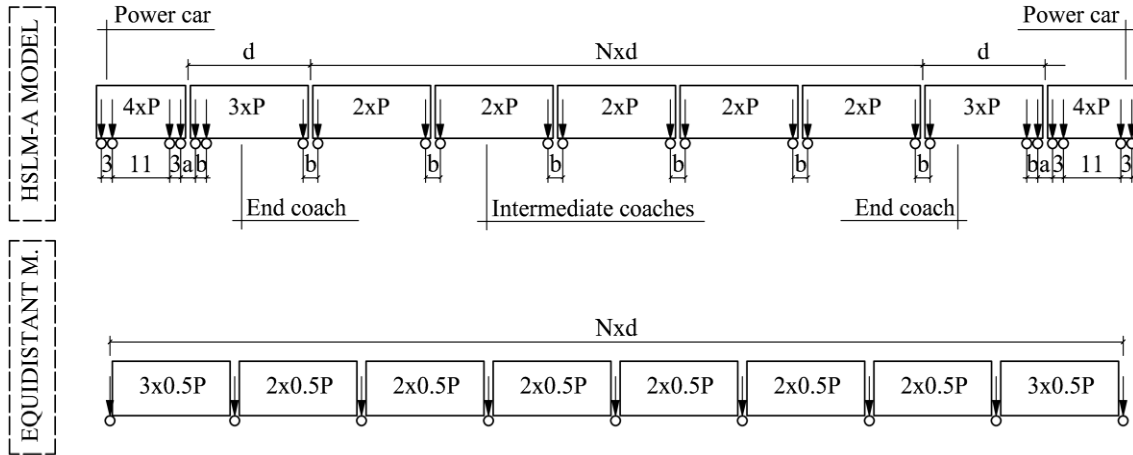 Power car
Power car
d
Nxd
d
HSLM-A MODEL
4xP
3xP
2xP
2xP
2xP
2xP
2xP
3xP
4xP
3
11
3
a
b
b
b
b
b
b
b
b
a
3
11
3
End coach
Intermediate coaches
End coach
EQUIDISTANT M.
Nxd
3x0.5P
2x0.5P
2x0.5P
2x0.5P
2x0.5P
2x0.5P
2x0.5P
3x0.5P